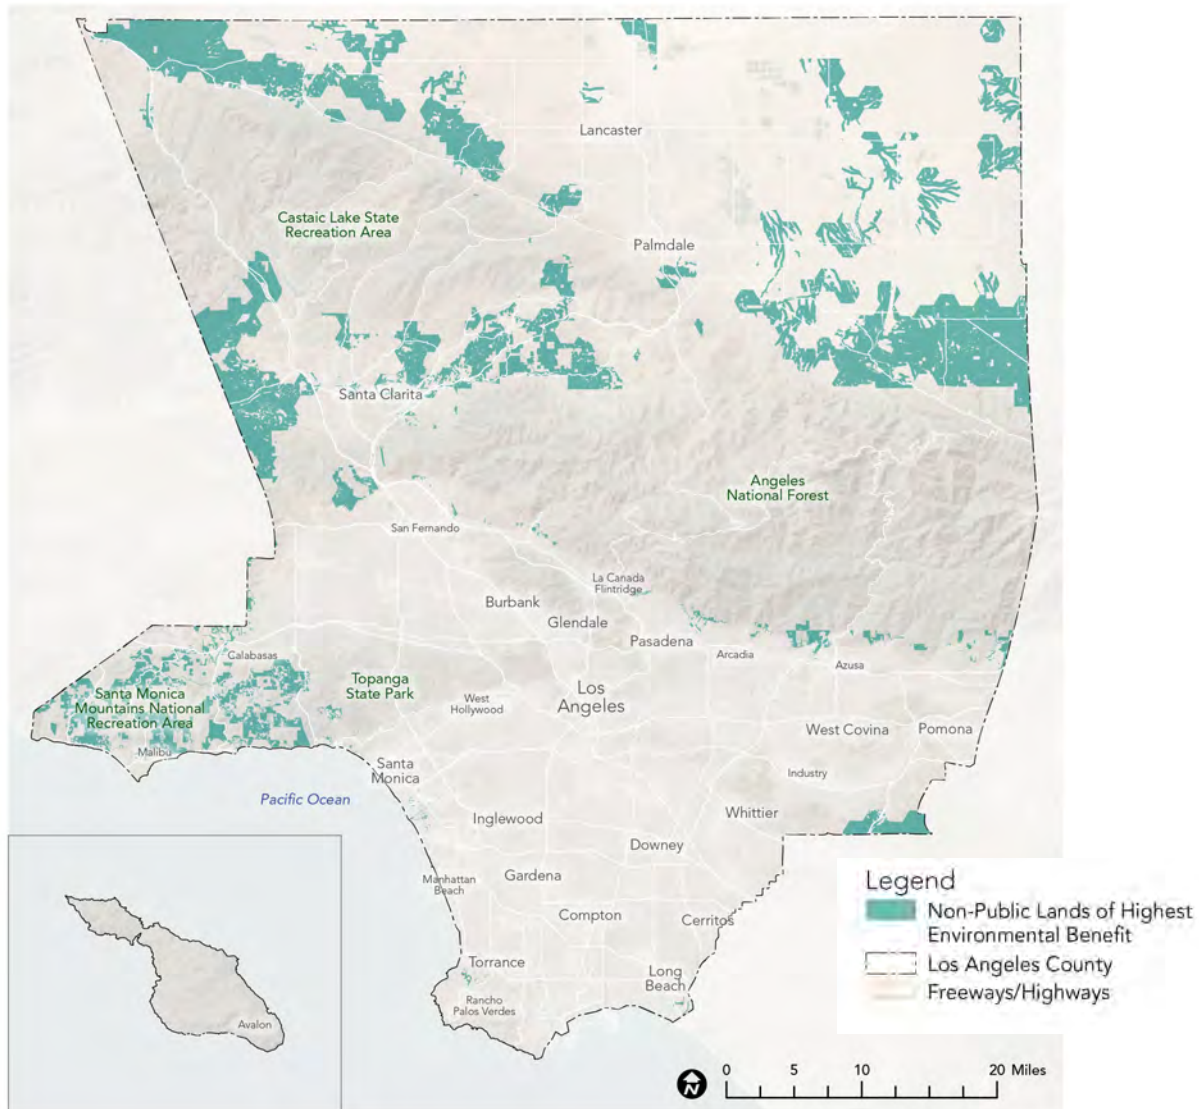 Lancaster
Castaic Lake State
Recreation Area
Palmdale
Santa Clarita
Angeles
National Forest
San Fernando
La Canada
Flintridge
Burbank
Glendale
Pasadena
Arcadia
Azusa
Calabasas
Topanga
State Park
Santa Monica
Mountains National
Recreation Area
West
Hollywood
Los
Angeles
West Covina
Pomona
Malibu
Santa
Monica
Industry
Pacific Ocean
Inglewood
Whittier
Downey
Manhattan
Beach
Gardena
Compton
Cerritos
Torrance
Long
Beach
Rancho
Palos Verdes
Avalon
Legend
Non-Public Lands of Highest
Environmental Benefit
Los Angeles County
Freeways/Highways
N
0 5 10 20 Miles